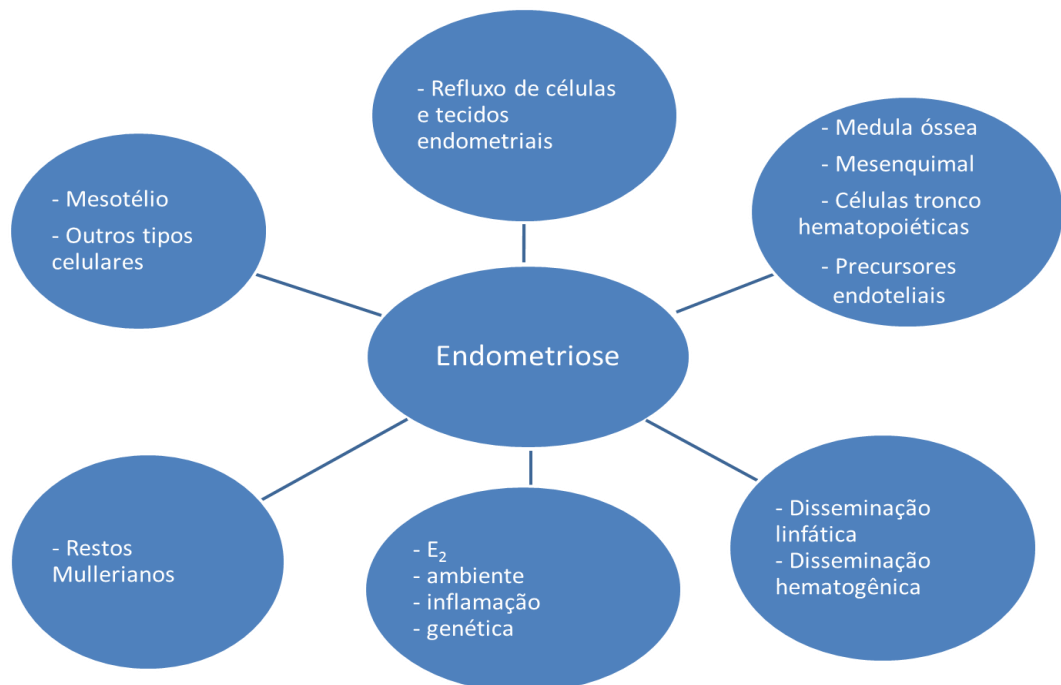 - Refluxo de células
e tecidos
endometriais
- Medula óssea
- Mesenquimal
- Células tronco
hematopoiéticas
- Precursores
endoteliais
- Mesotélio
- Outros tipos
celulares
Endometriose
- Restos
Mullerianos
- E₂
- ambiente
- inflamação
- genética
- Disseminação
linfática
- Disseminação
hematogênica